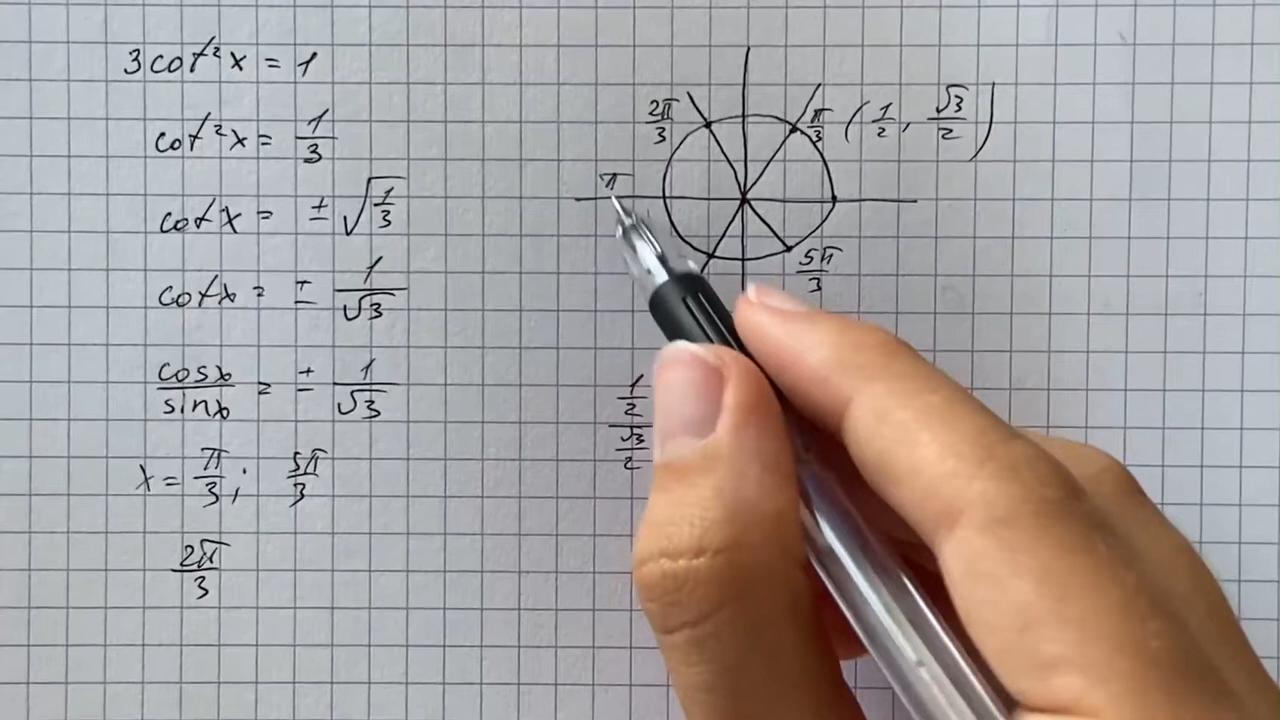 3cot²x = 1
cot²x = 1/3
cotx = ± √(1/3)
cotx = ± 1/√3
cosx/sinx = ± 1/√3
x = π/3 ; 5π/3
2π/3
2π/3
π/3 (1/2, √3/2)
π
5π/3
1/2
√3/2